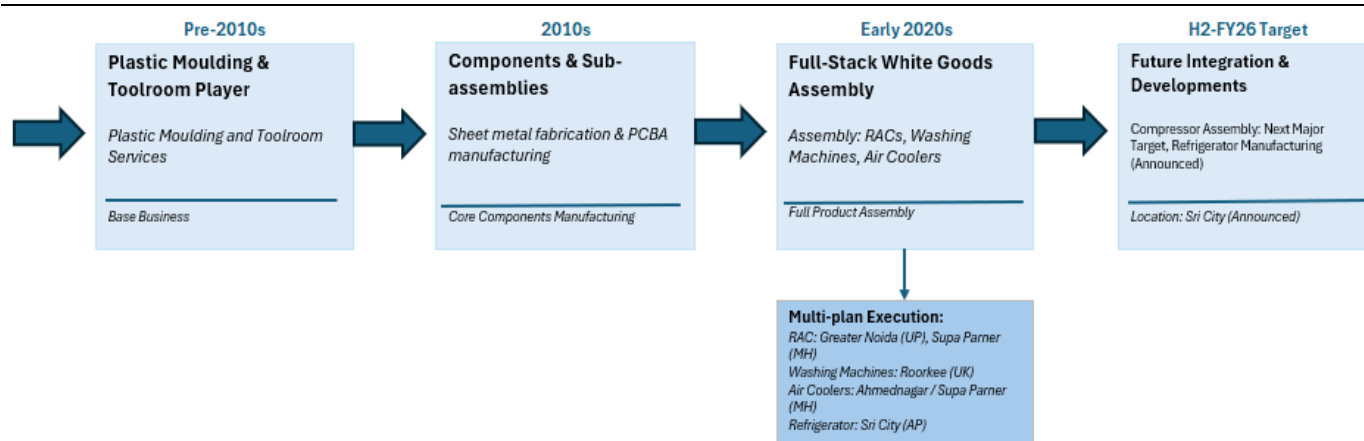 Pre-2010s
Plastic Moulding &
Toolroom Player
Plastic Moulding and Toolroom
Services
Base Business
2010s
Components & Sub-
assemblies
Sheet metal fabrication & PCBA
manufacturing
Core Components Manufacturing
Early 2020s
Full-Stack White Goods
Assembly
Assembly: RACs, Washing
Machines, Air Coolers
Full Product Assembly
Multi-plan Execution:
RAC: Greater Noida (UP), Supa Parner
(MH)
Washing Machines: Roorkee (UK)
Air Coolers: Ahmednagar / Supa Parner
(MH)
Refrigerator: Sri City (AP)
H2-FY26 Target
Future Integration &
Developments
Compressor Assembly: Next Major
Target, Refrigerator Manufacturing
(Announced)
Location: Sri City (Announced)